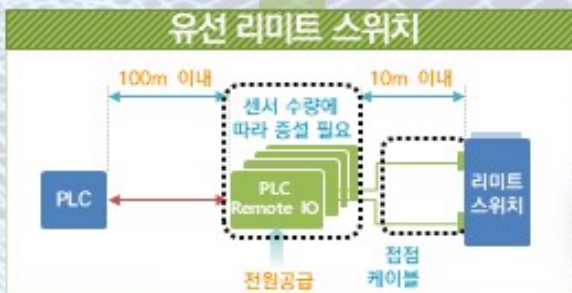 유선 리미트 스위치
100m 이내
10m 이내
센서 수량에
따라 증설 필요
PLC
PLC
Remote IO
리미트
스위치
전원공급
접점
케이블